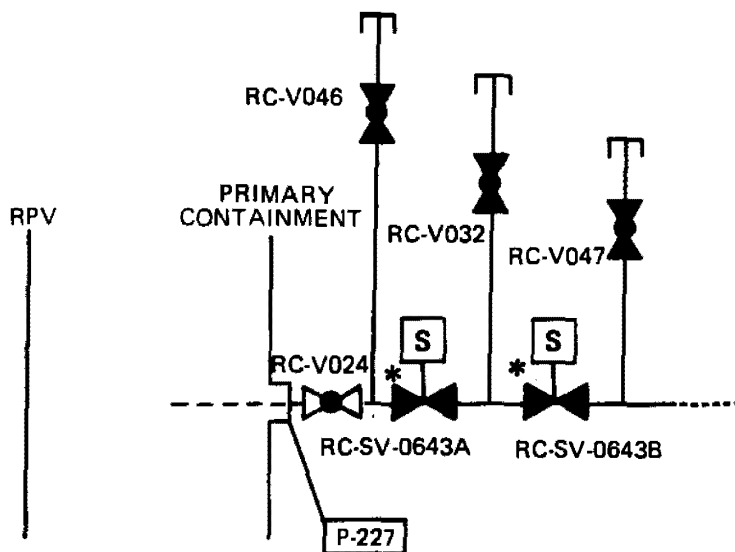 RC-V046
PRIMARY
CONTAINMENT
RPV
RC-V032
RC-V047
S
S
RC-V024
*
*
RC-SV-0643A
RC-SV-0643B
P-227